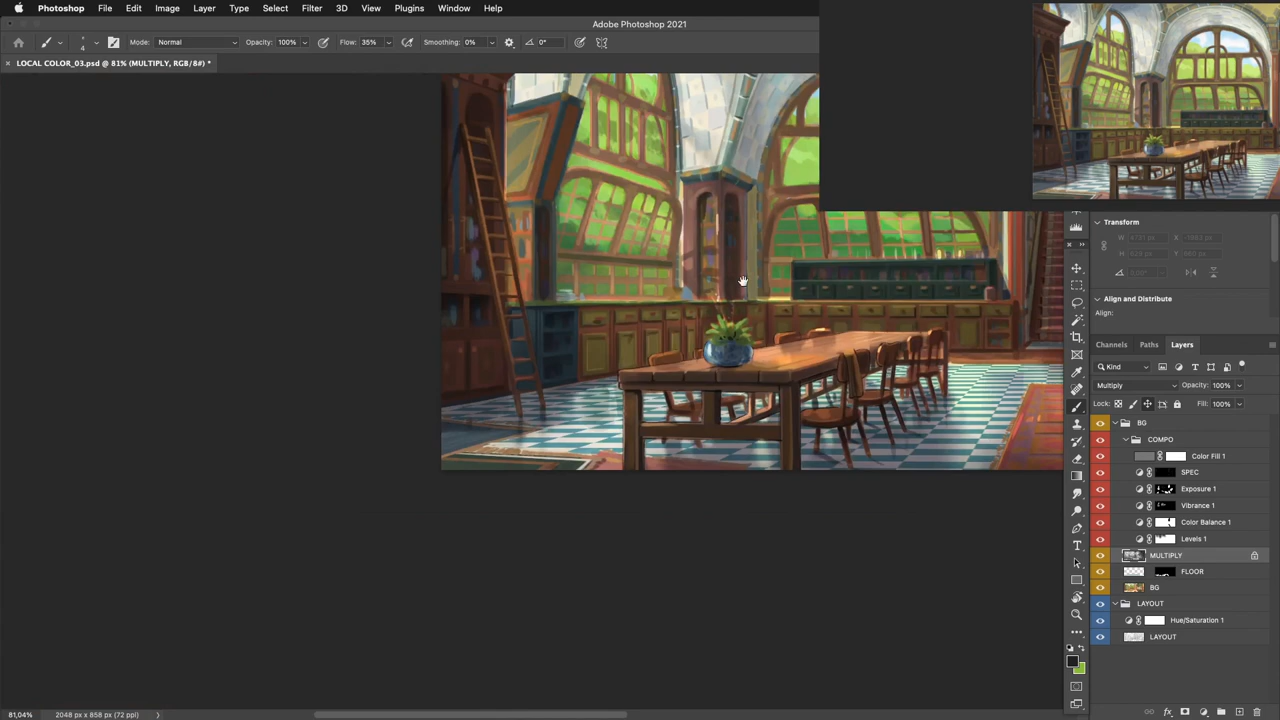 Photoshop File Edit Image Layer Type Select Filter 3D View Plugins Window Help
Adobe Photoshop 2021
4 Mode: Normal Opacity: 100% Flow: 35% Smoothing: 0% 0°
× LOCAL COLOR_03.psd @ 81% (MULTIPLY, RGB/8#) *
Transform
W X
H Y
Align and Distribute
Align:
Channels Paths Layers
Kind
Multiply Opacity: 100%
Lock: Fill: 100%
BG
COMPO
Color Fill 1
SPEC
Exposure 1
Vibrance 1
Color Balance 1
Levels 1
MULTIPLY
FLOOR
BG
LAYOUT
Hue/Saturation 1
LAYOUT
81,04% 2048 px x 858 px (72 ppi)